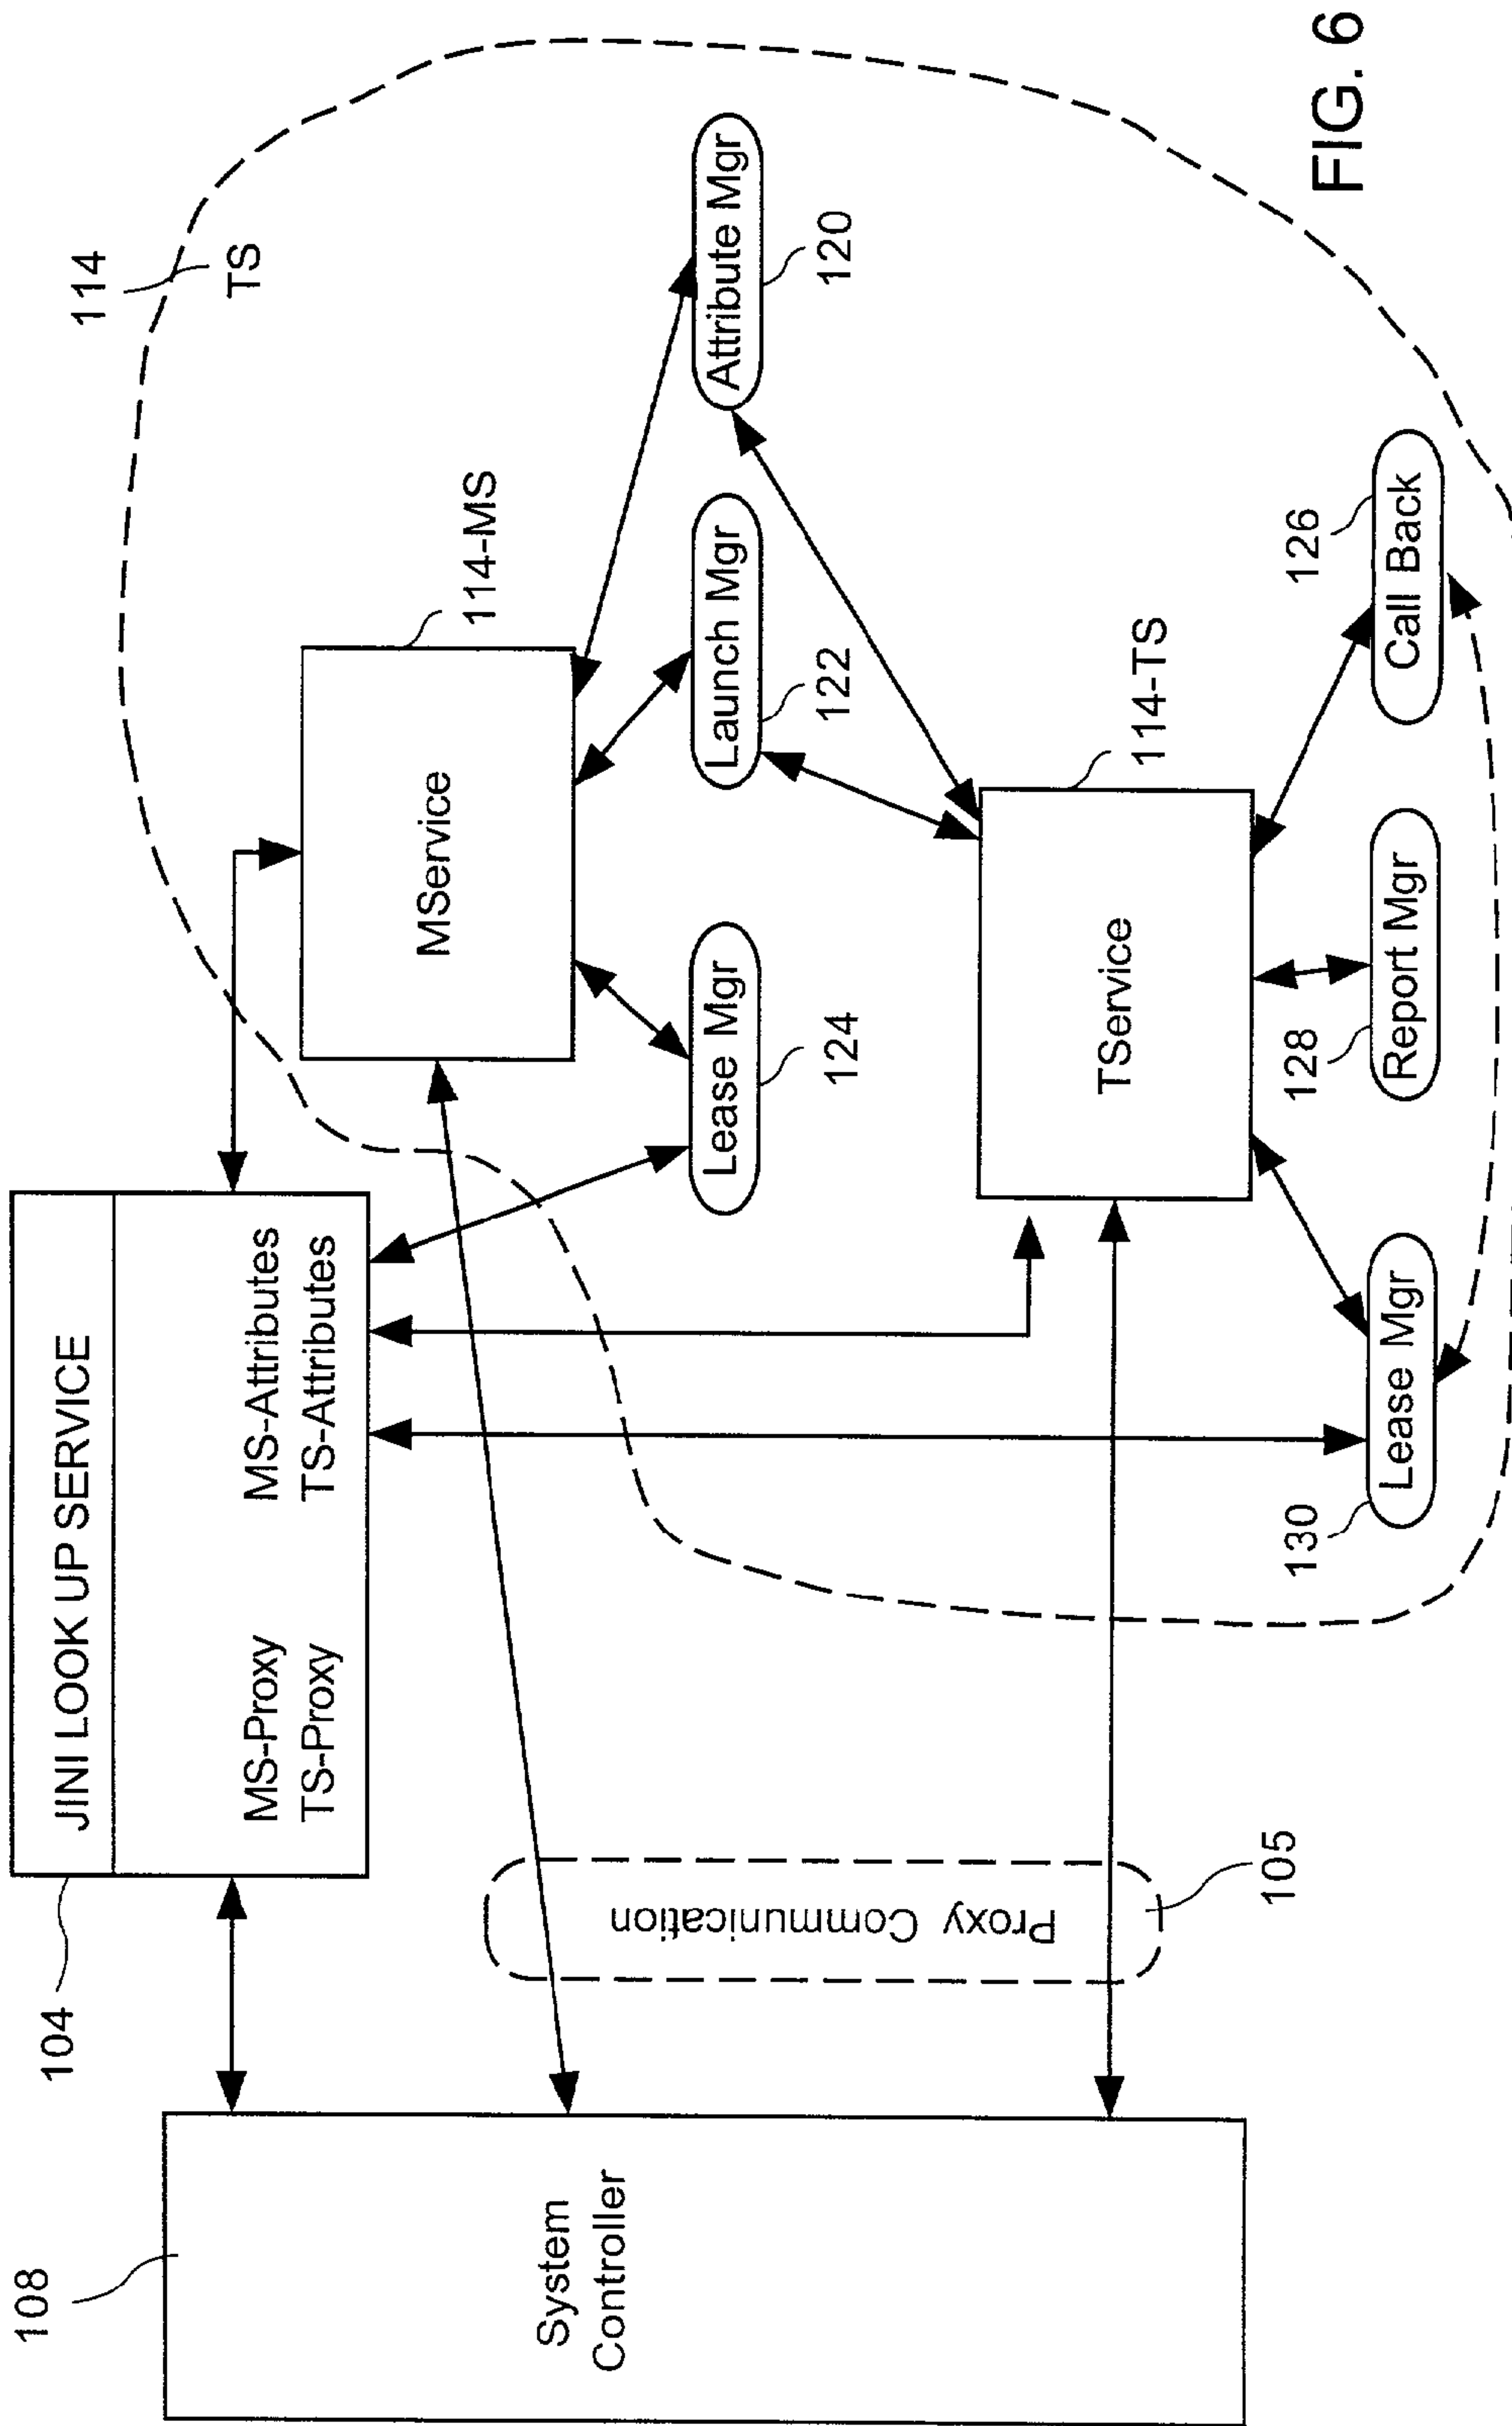 108
System
Controller
104
JINI LOOK UP SERVICE
MS-Proxy
TS-Proxy
MS-Attributes
TS-Attributes
Proxy Communication
105
114
TS
MService
114-MS
Lease Mgr
124
Launch Mgr
122
Attribute Mgr
120
TService
114-TS
130
Lease Mgr
128
Report Mgr
126
Call Back
FIG. 6